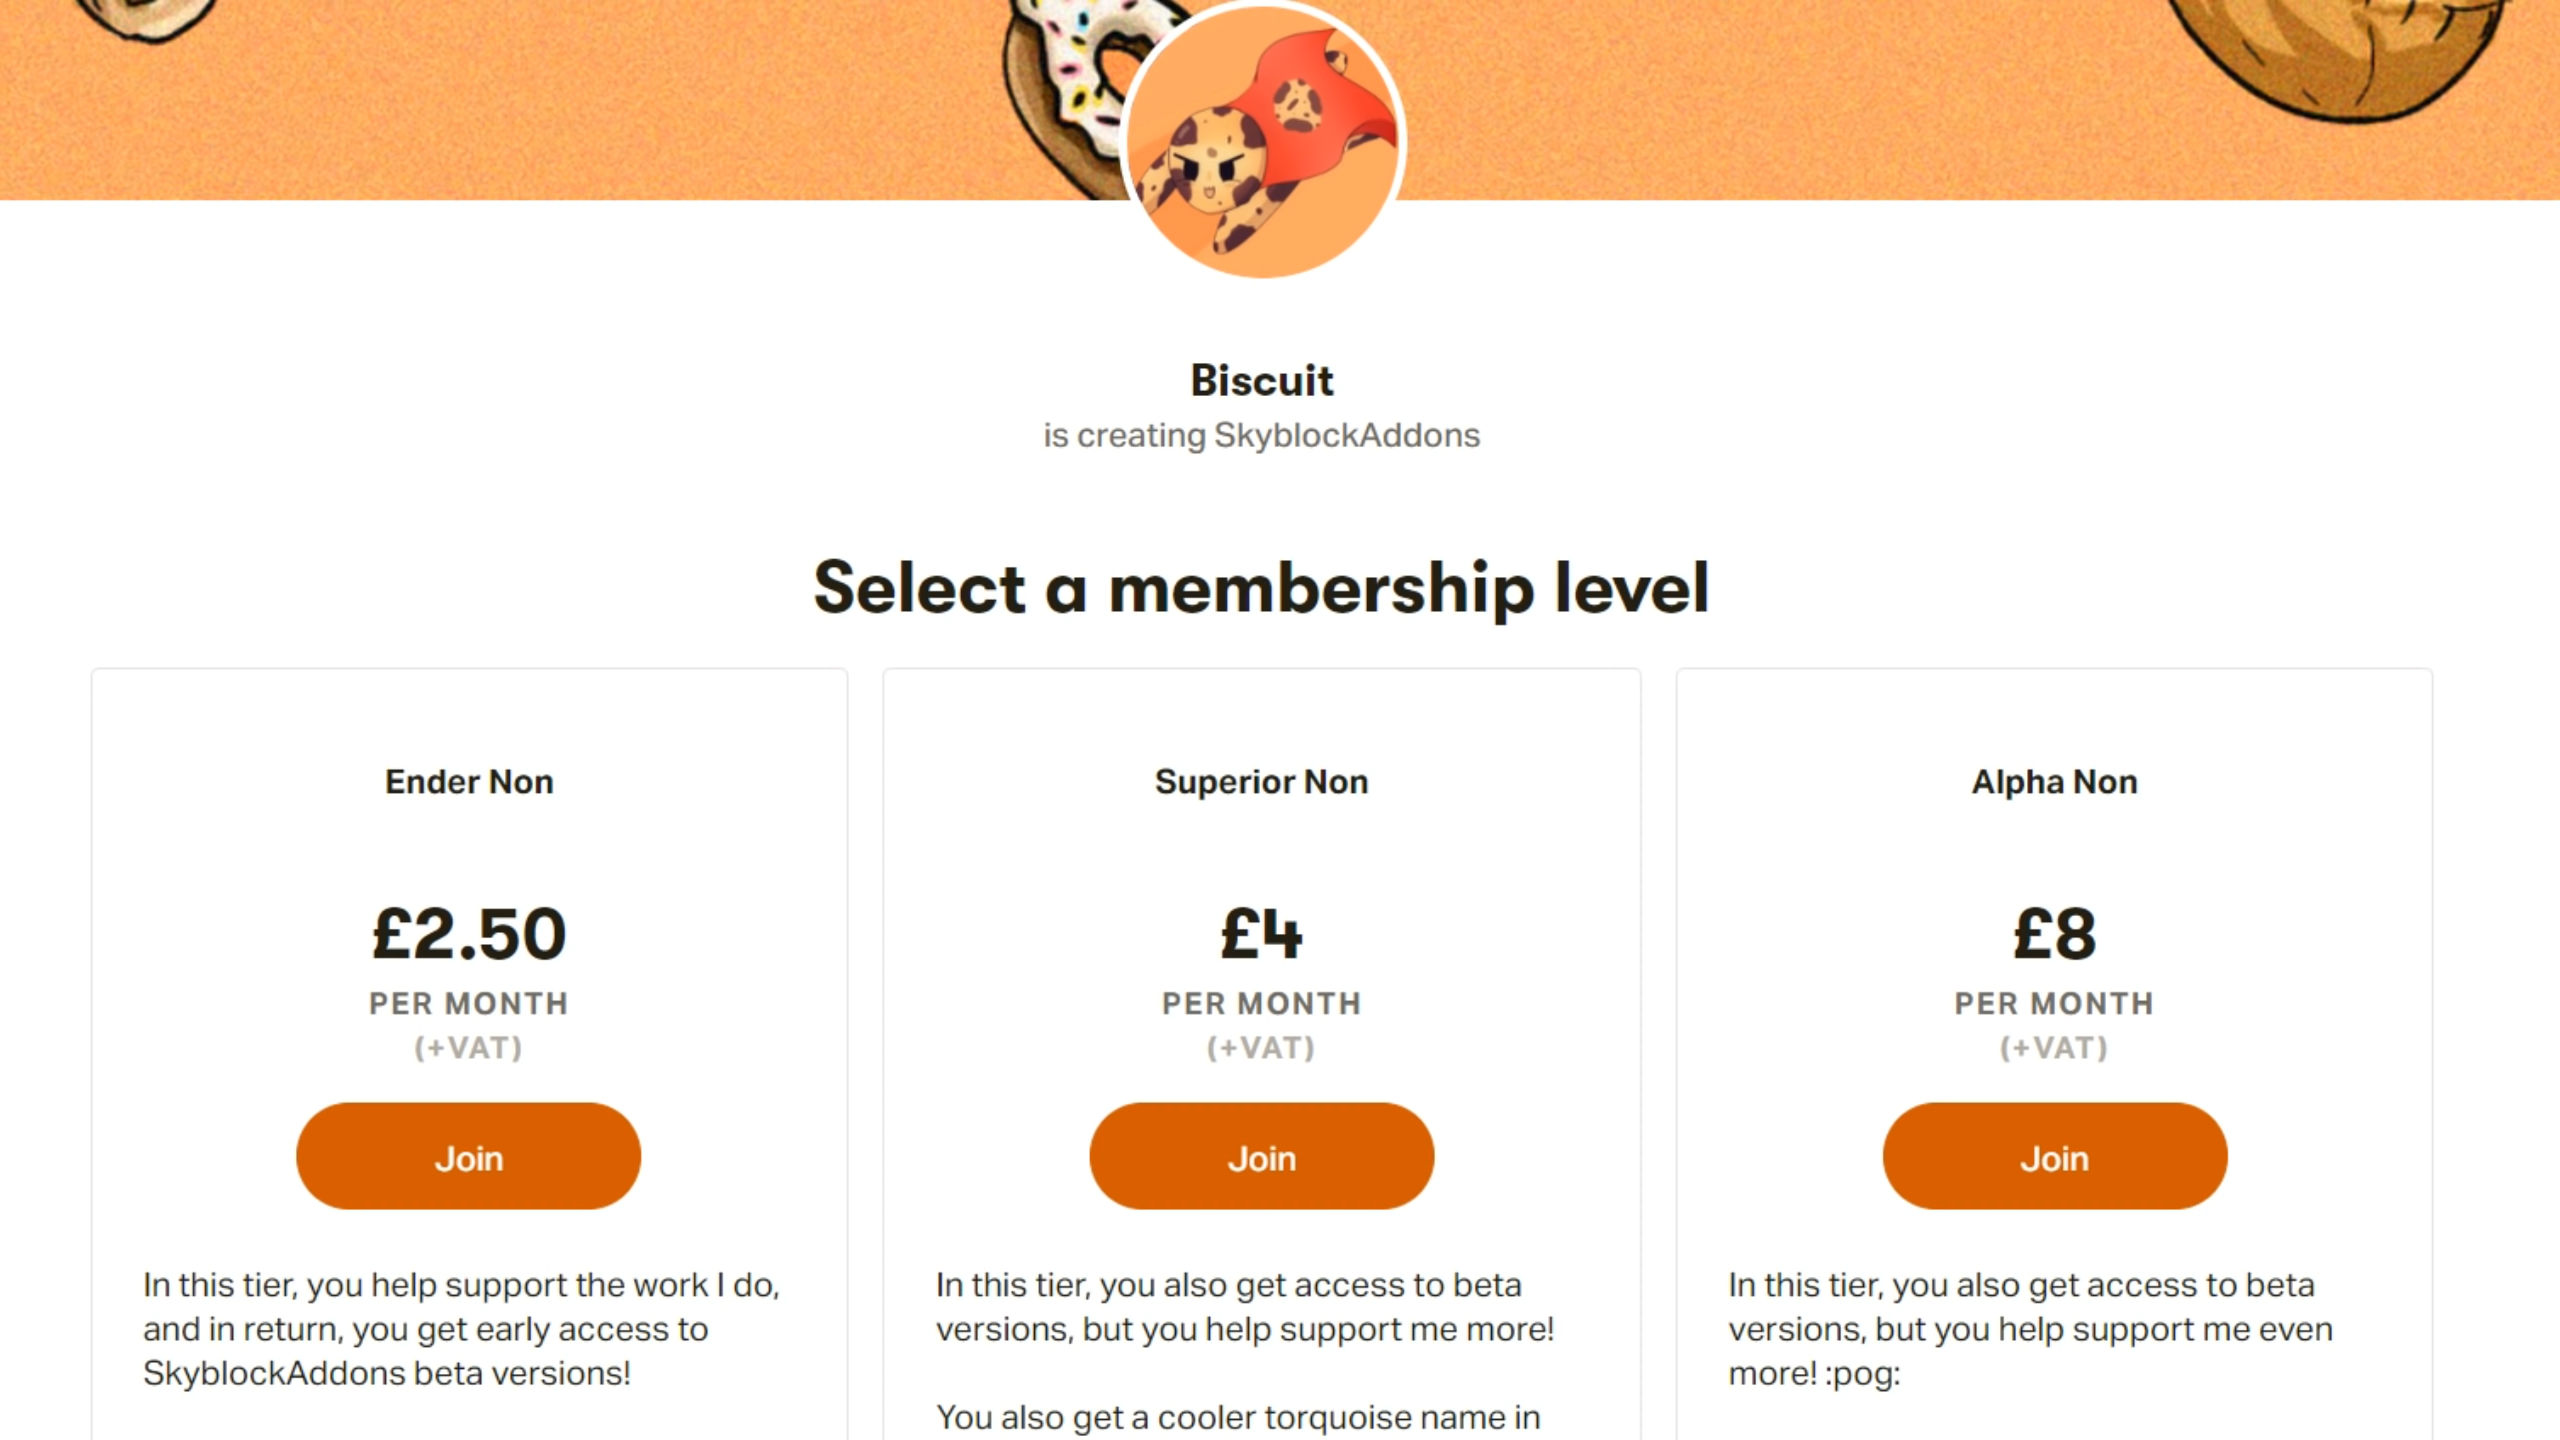 Biscuit
is creating SkyblockAddons
Select a membership level
Ender Non
£2.50
PER MONTH
(+VAT)
Join
In this tier, you help support the work I do,
and in return, you get early access to
SkyblockAddons beta versions!
Superior Non
£4
PER MONTH
(+VAT)
Join
In this tier, you also get access to beta
versions, but you help support me more!
You also get a cooler torquoise name in
Alpha Non
£8
PER MONTH
(+VAT)
Join
In this tier, you also get access to beta
versions, but you help support me even
more! :pog: